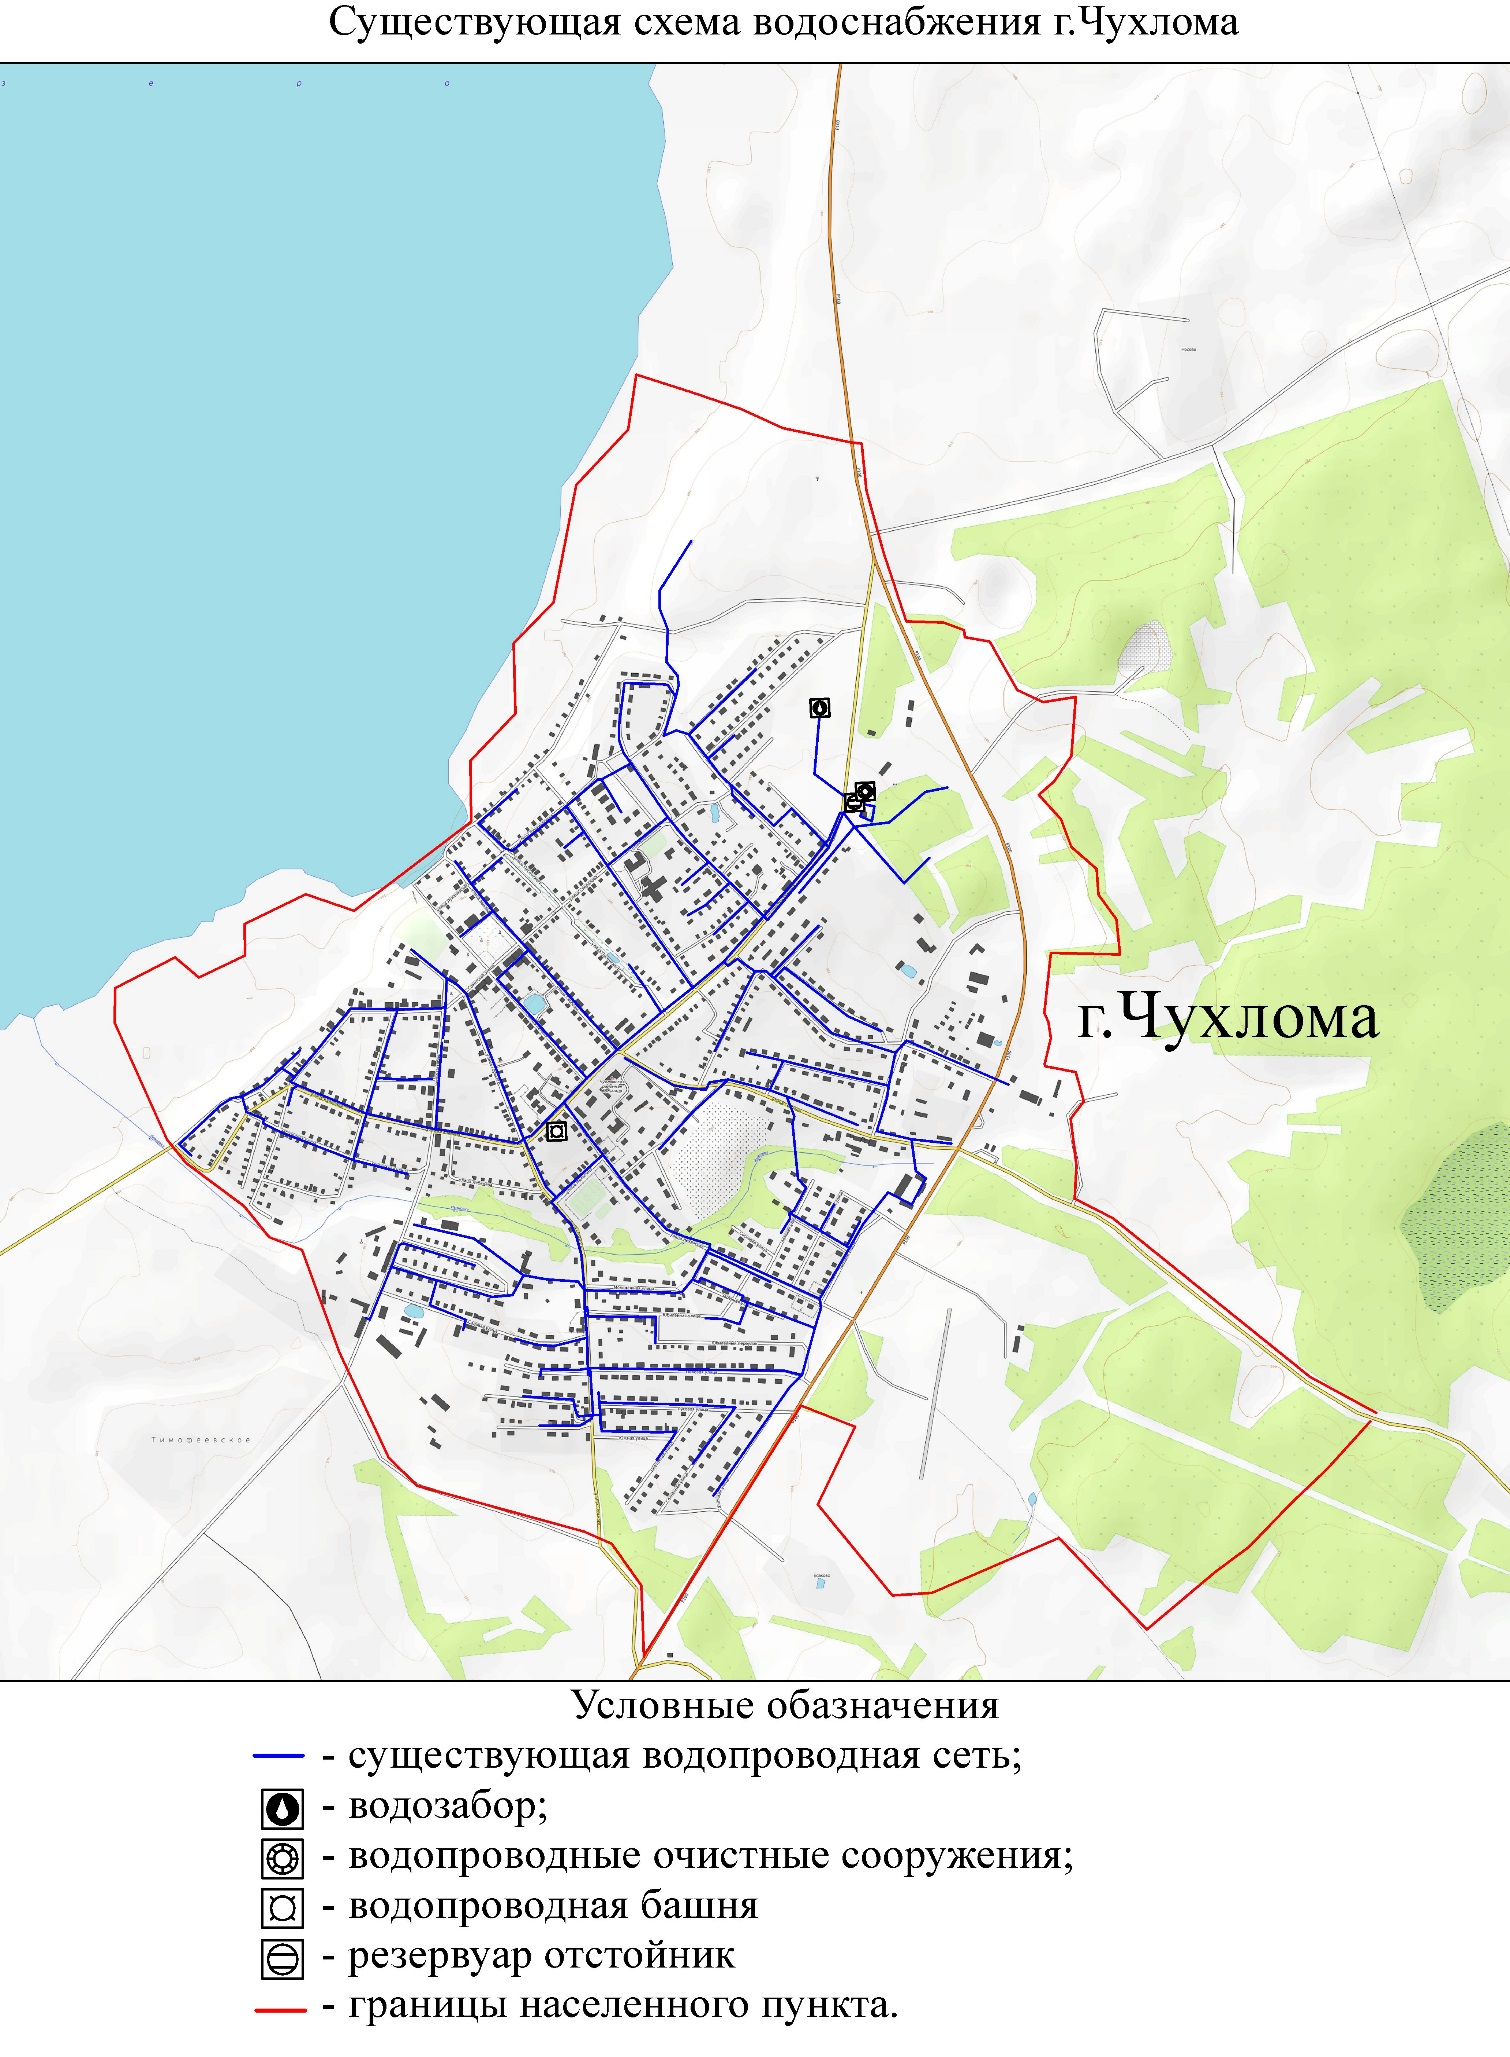 Существующая схема водоснабжения г.Чухлома
з е р о
г.Чухлома
Тимофеевское
Условные обазначения
- существующая водопроводная сеть;
- водозабор;
- водопроводные очистные сооружения;
- водопроводная башня
- резервуар отстойник
- границы населенного пункта.